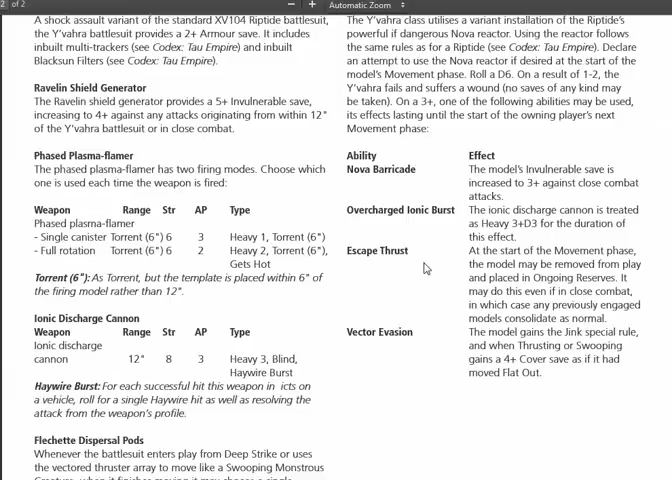 2 of 2
Automatic Zoom
A shock assault variant of the standard XV104 Riptide battlesuit,
the Y'vahra battlesuit provides a 2+ Armour save. It includes
inbuilt multi-trackers (see Codex: Tau Empire) and inbuilt
Blacksun Filters (see Codex: Tau Empire).
Ravelin Shield Generator
The Ravelin shield generator provides a 5+ Invulnerable save,
increasing to 4+ against any attacks originating from within 12"
of the Y'vahra battlesuit or in close combat.
Phased Plasma-flamer
The phased plasma-flamer has two firing modes. Choose which
one is used each time the weapon is fired:
Weapon Range Str AP Type
Phased plasma-flamer
- Single canister Torrent (6") 6 3 Heavy 1, Torrent (6")
- Full rotation Torrent (6") 6 2 Heavy 2, Torrent (6"),
Gets Hot
Torrent (6"): As Torrent, but the template is placed within 6" of
the firing model rather than 12".
Ionic Discharge Cannon
Weapon Range Str AP Type
Ionic discharge
cannon 12" 8 3 Heavy 3, Blind,
Haywire Burst
Haywire Burst: For each successful hit this weapon in icts on
a vehicle, roll for a single Haywire hit as well as resolving the
attack from the weapon's profile.
Flechette Dispersal Pods
Whenever the battlesuit enters play from Deep Strike or uses
the vectored thruster array to move like a Swooping Monstrous
Creature, when it finishes moving it may choose a single
The Y'vahra class utilises a variant installation of the Riptide's
powerful if dangerous Nova reactor. Using the reactor follows
the same rules as for a Riptide (see Codex: Tau Empire). Declare
an attempt to use the Nova reactor if desired at the start of the
model's Movement phase. Roll a D6. On a result of 1-2, the
Y'vahra fails and suffers a wound (no saves of any kind may
be taken). On a 3+, one of the following abilities may be used,
its effects lasting until the start of the owning player's next
Movement phase:
Ability Effect
Nova Barricade The model's Invulnerable save is
increased to 3+ against close combat
attacks.
Overcharged Ionic Burst The ionic discharge cannon is treated
as Heavy 3+D3 for the duration of
this effect.
Escape Thrust At the start of the Movement phase,
the model may be removed from play
and placed in Ongoing Reserves. It
may do this even if in close combat,
in which case any previously engaged
models consolidate as normal.
Vector Evasion The model gains the Jink special rule,
and when Thrusting or Swooping
gains a 4+ Cover save as if it had
moved Flat Out.